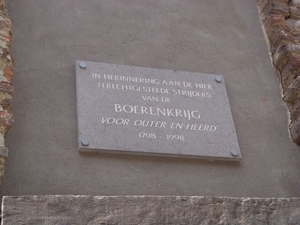 IN HERINNERING AAN DE HIER
TERECHTGESTELDE STRIJDERS
VAN DE
BOERENKRIJG
VOOR OUTER EN HEERD
1798 - 1998